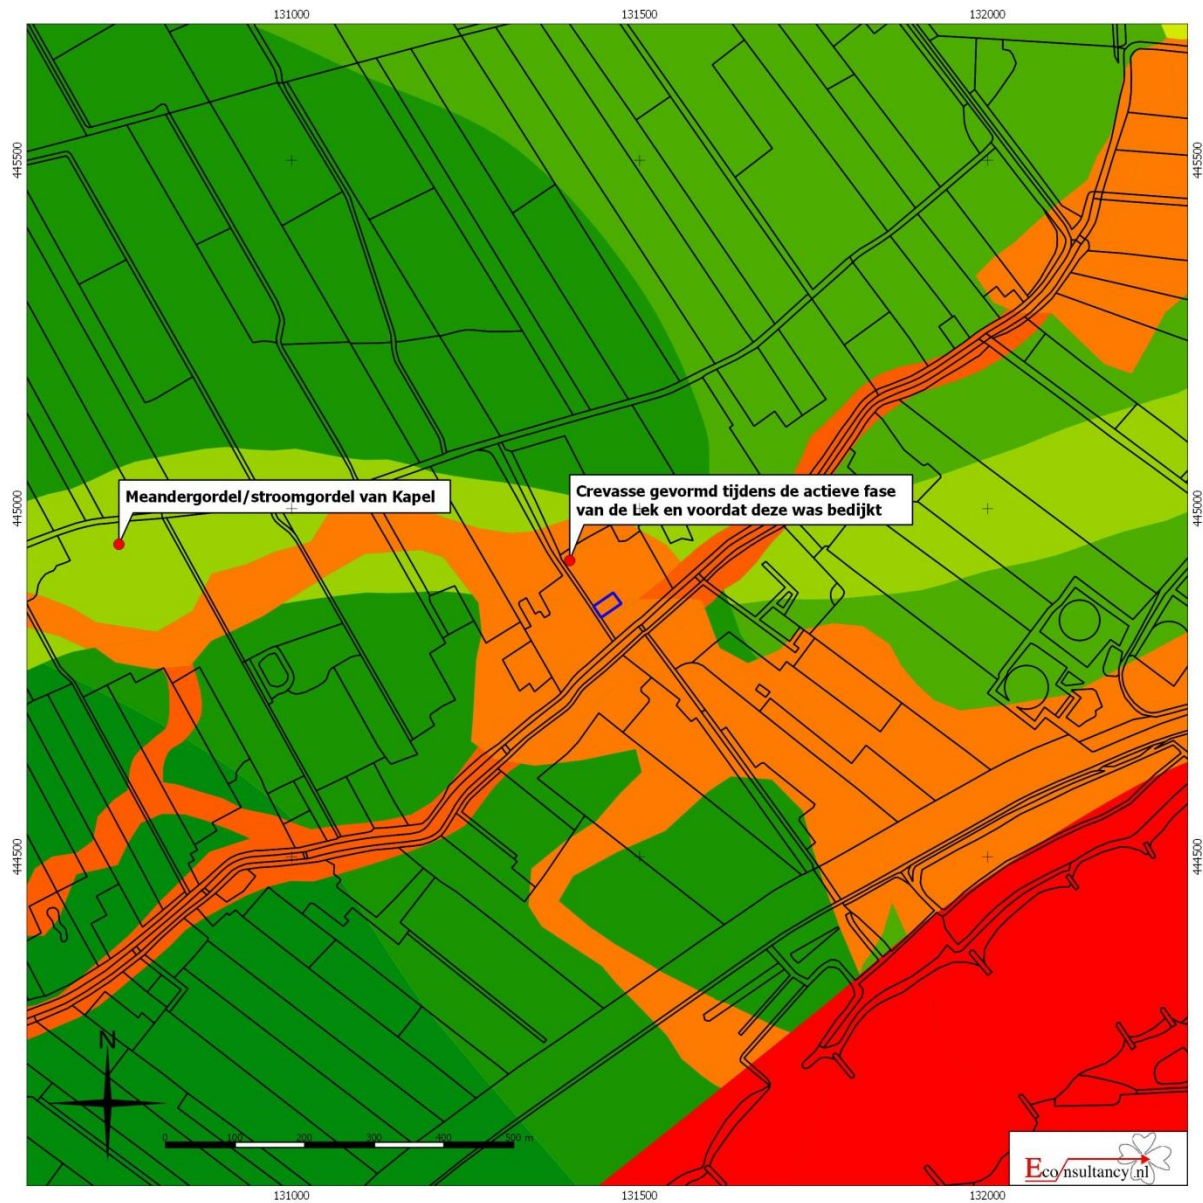 131000 131500 132000
445500 445500
Meandergordel/stroomgordel van Kapel
Crevasse gevormd tijdens de actieve fase
van de Lek en voordat deze was bedijkt
445000 445000
444500 444500
N
0 100 200 300 400 500 m
Econsultancy.nl
131000 131500 132000